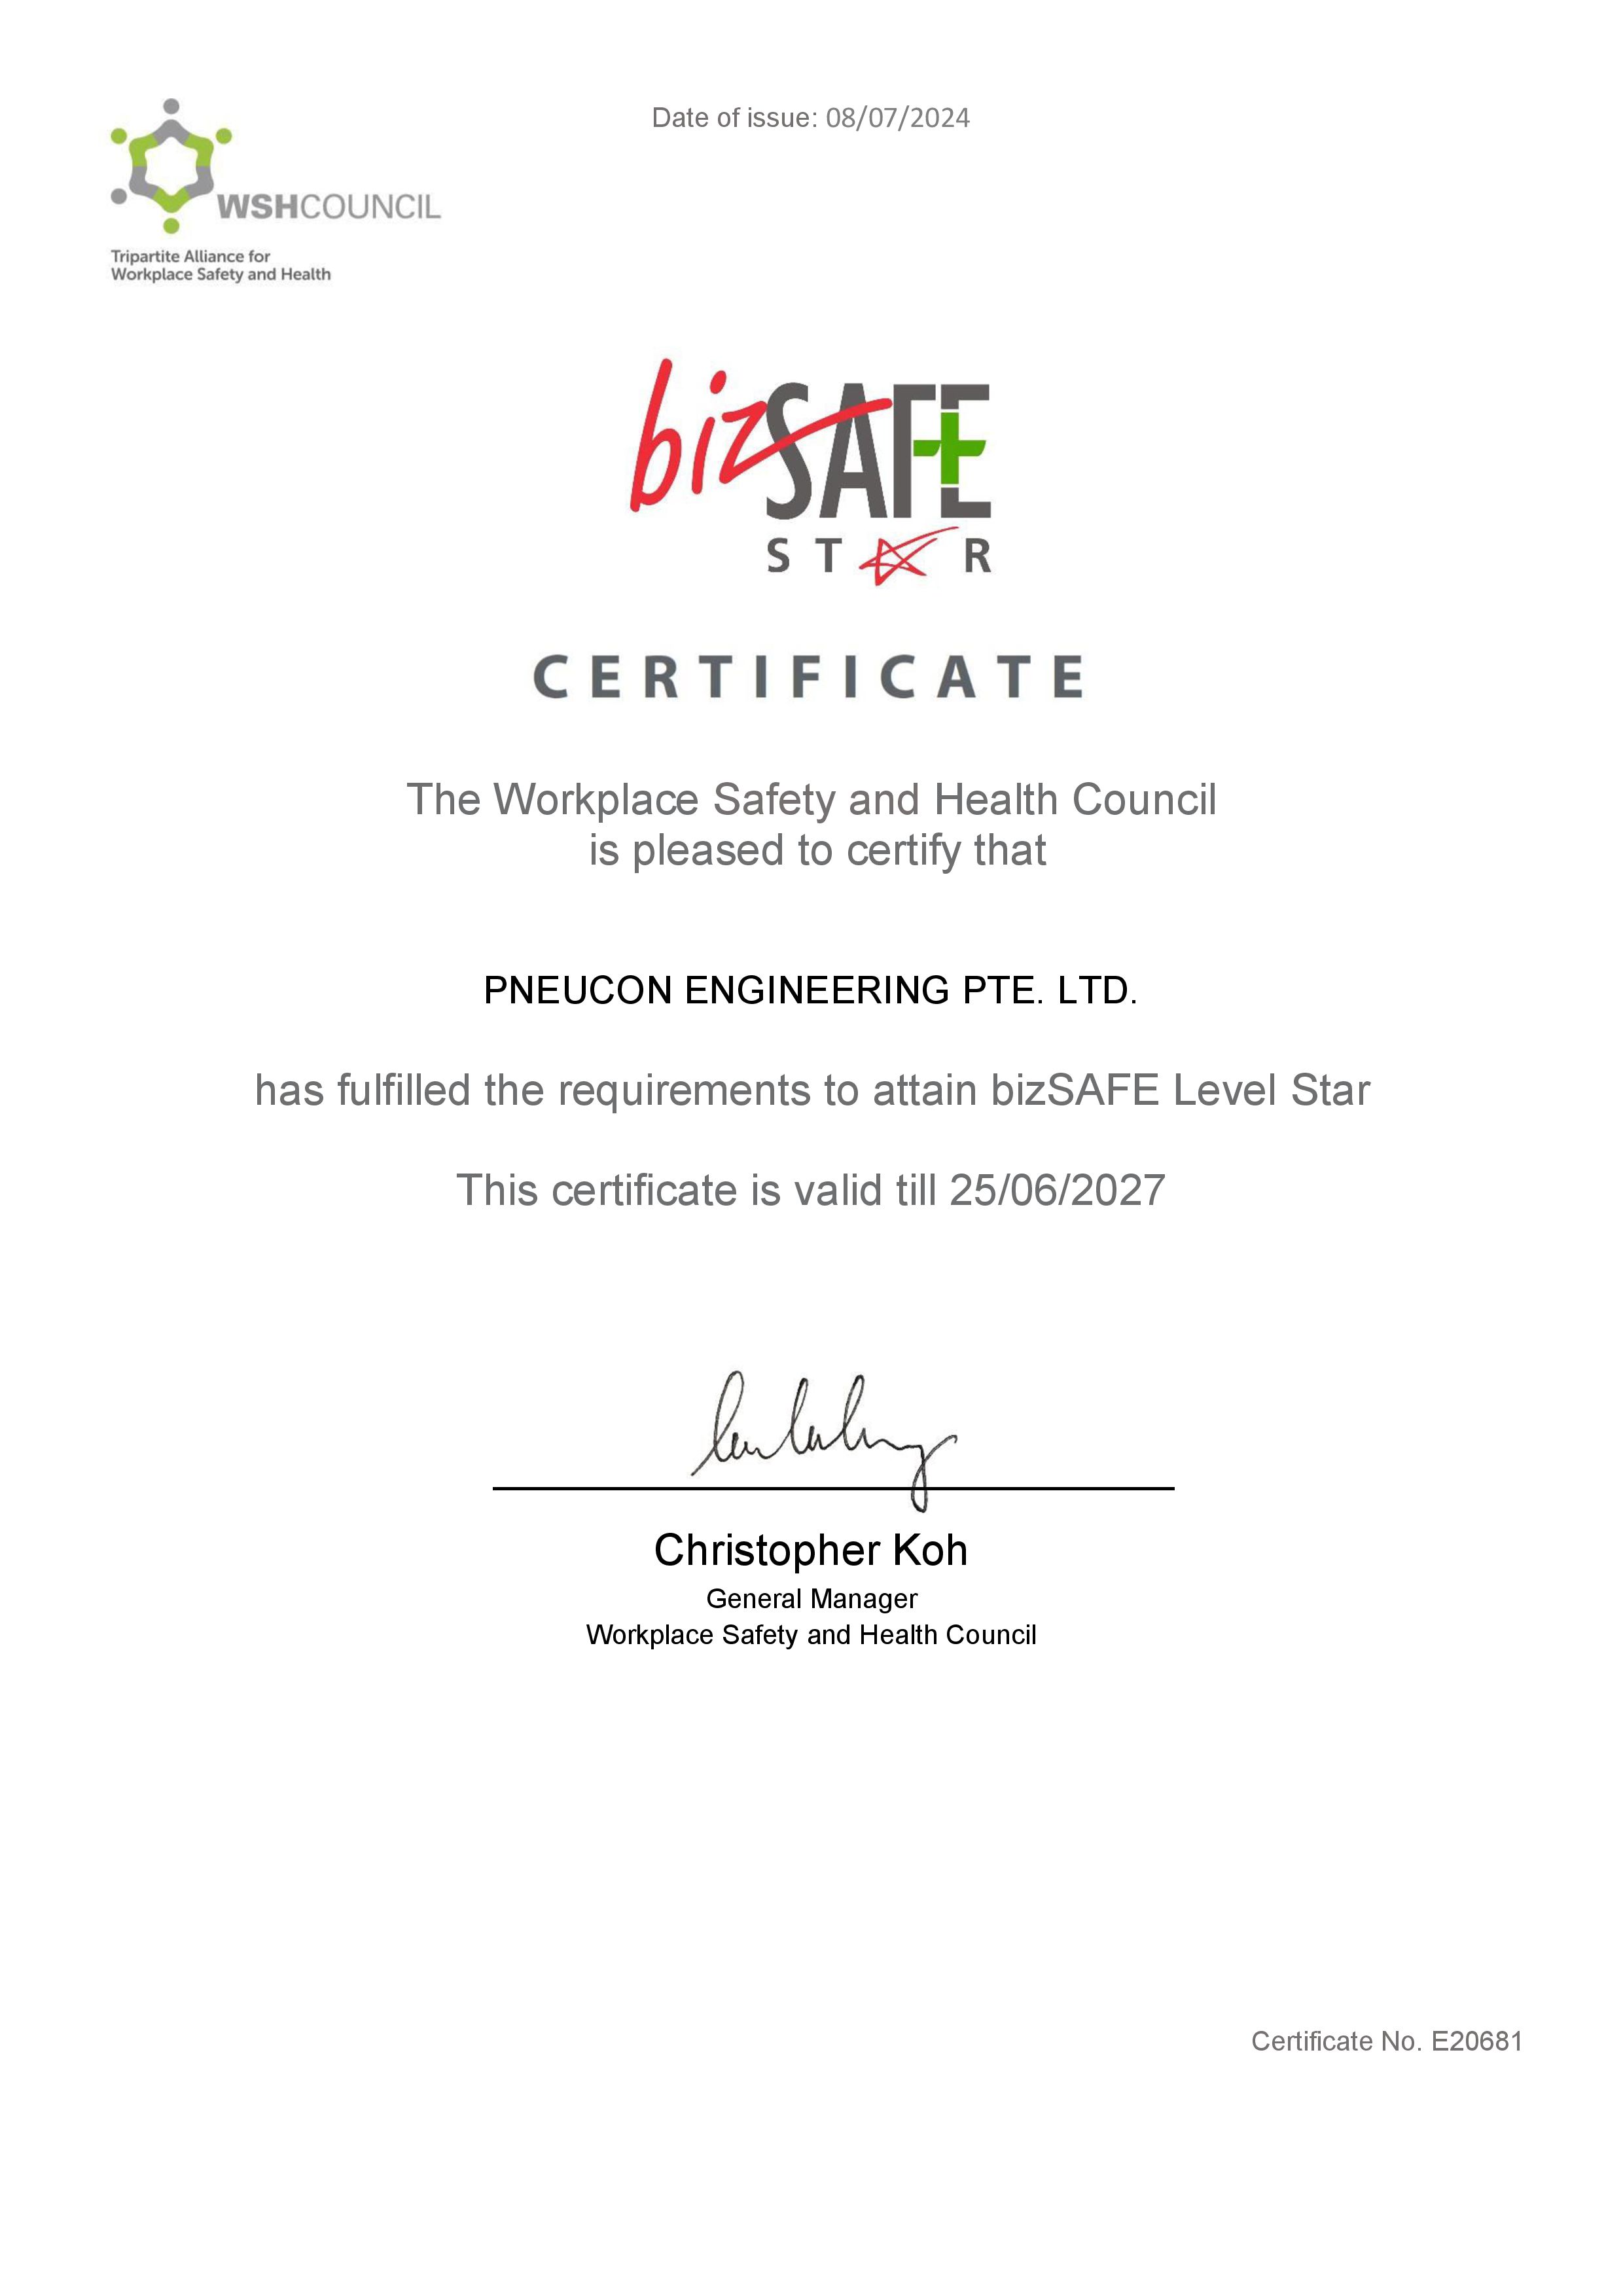 Date of issue: 08/07/2024
WSHCOUNCIL
Tripartite Alliance for
Workplace Safety and Health
bizSAFE
STAR
CERTIFICATE
The Workplace Safety and Health Council
is pleased to certify that
PNEUCON ENGINEERING PTE. LTD.
has fulfilled the requirements to attain bizSAFE Level Star
This certificate is valid till 25/06/2027
Christopher Koh
General Manager
Workplace Safety and Health Council
Certificate No. E20681